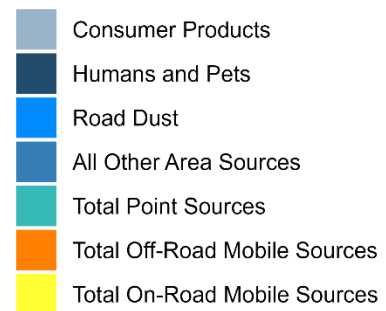 Consumer Products
Humans and Pets
Road Dust
All Other Area Sources
Total Point Sources
Total Off-Road Mobile Sources
Total On-Road Mobile Sources